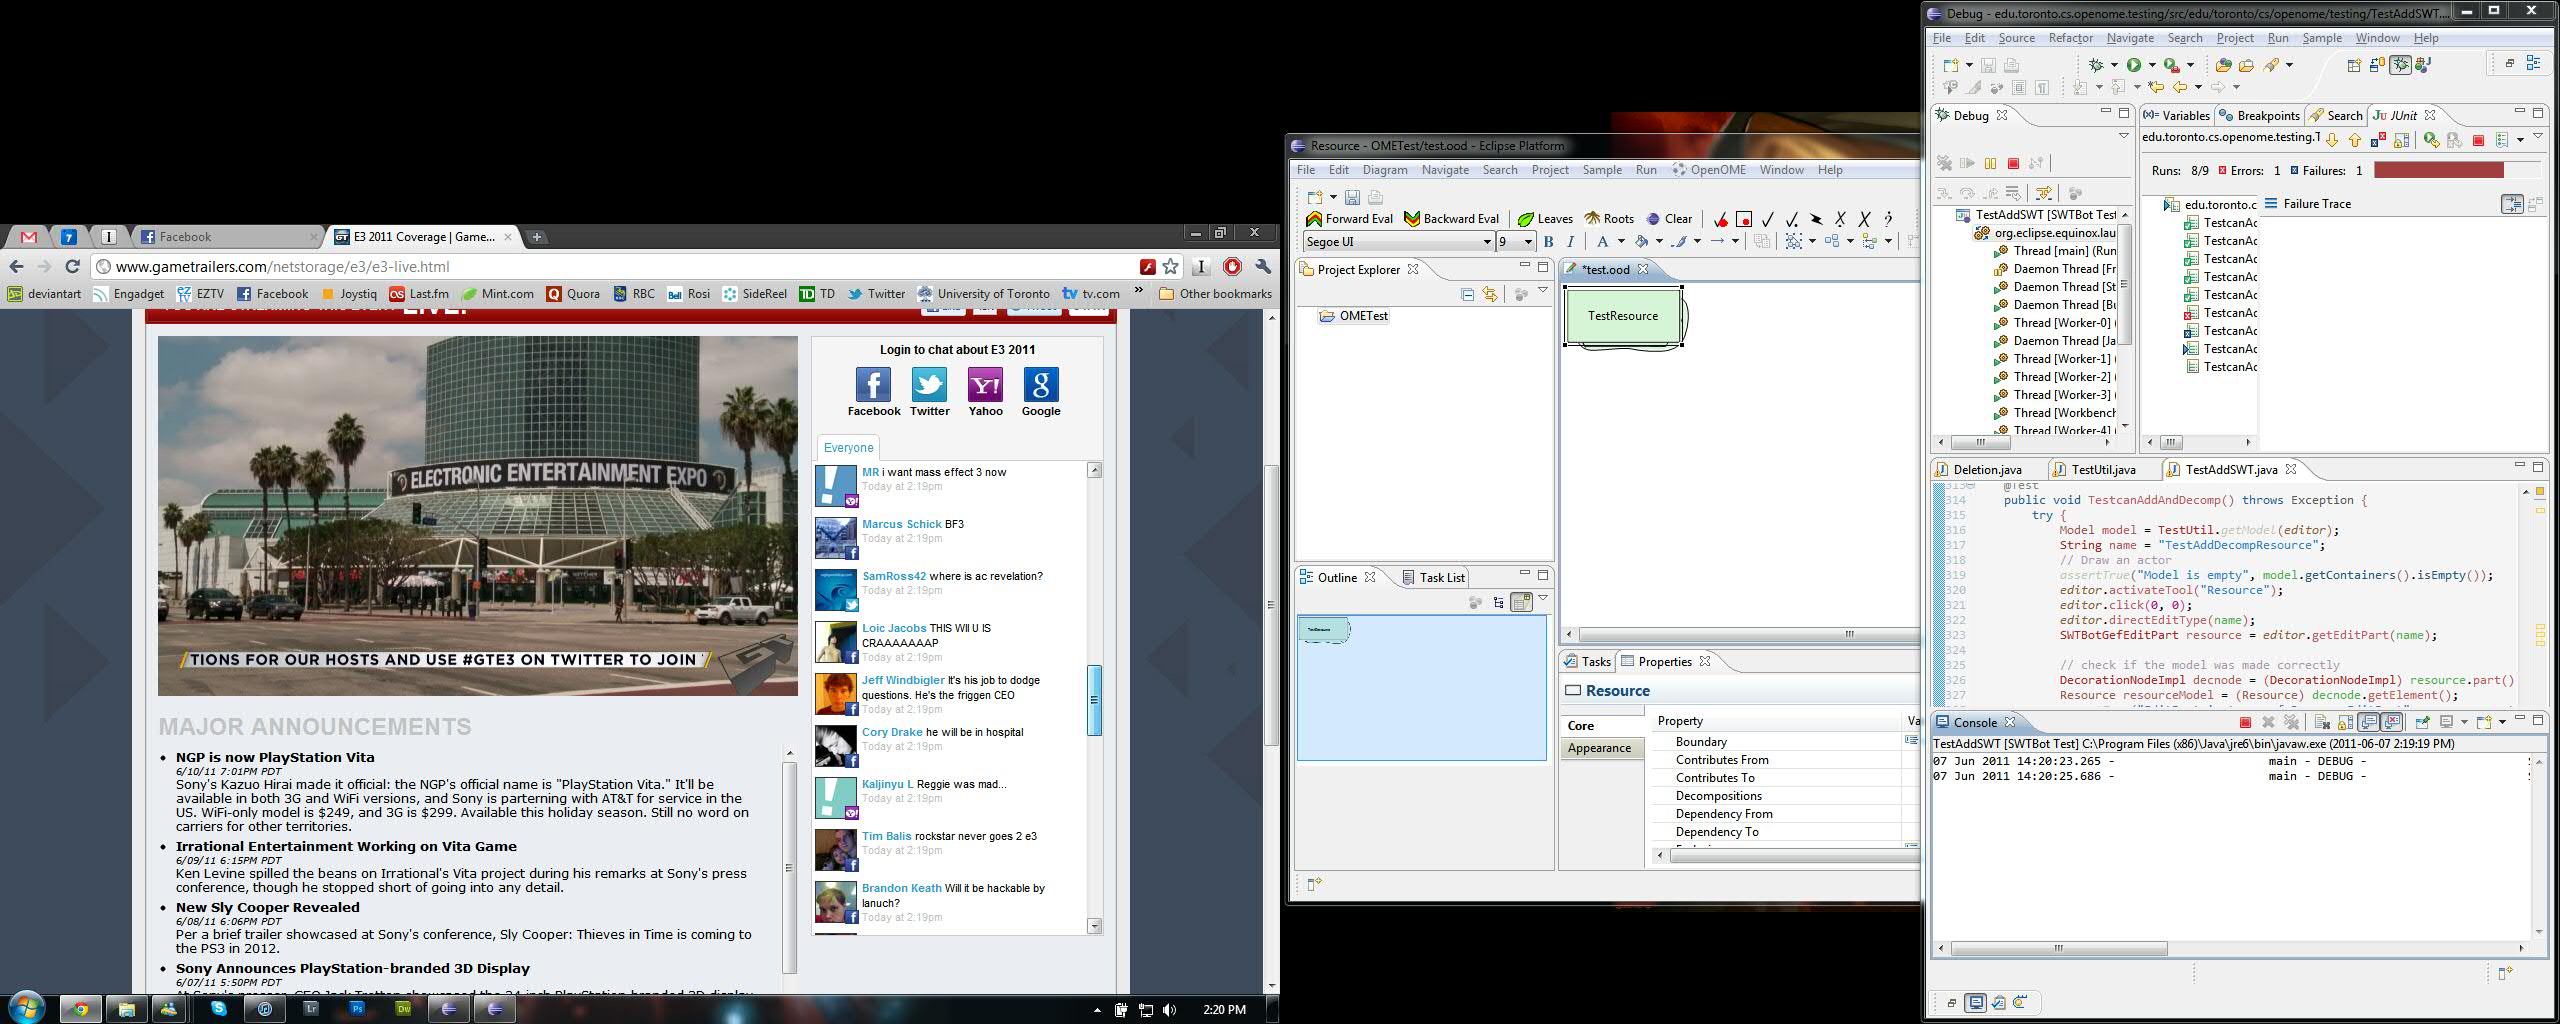 Facebook
E3 2011 Coverage | Game...
www.gametrailers.com/netstorage/e3/e3-live.html
deviantart Engadget EZTV Facebook Joystiq Last.fm Mint.com Quora RBC Rosi SideReel TD Twitter University of Toronto tv.com » Other bookmarks
ELECTRONIC ENTERTAINMENT EXPO
TIONS FOR OUR HOSTS AND USE #GTE3 ON TWITTER TO JOIN
MAJOR ANNOUNCEMENTS
NGP is now PlayStation Vita
6/10/11 7:01PM PDT
Sony's Kazuo Hirai made it official: the NGP's official name is "PlayStation Vita." It'll be
available in both 3G and WiFi versions, and Sony is parterning with AT&T for service in the
US. WiFi-only model is $249, and 3G is $299. Available this holiday season. Still no word on
carriers for other territories.
Irrational Entertainment Working on Vita Game
6/09/11 6:15PM PDT
Ken Levine spilled the beans on Irrational's Vita project during his remarks at Sony's press
conference, though he stopped short of going into any detail.
New Sly Cooper Revealed
6/08/11 6:06PM PDT
Per a brief trailer showcased at Sony's conference, Sly Cooper: Thieves in Time is coming to
the PS3 in 2012.
Sony Announces PlayStation-branded 3D Display
6/07/11 5:50PM PDT
Login to chat about E3 2011
Facebook Twitter Yahoo Google
Everyone
MR i want mass effect 3 now
Today at 2:19pm
Marcus Schick BF3
Today at 2:19pm
SamRoss42 where is ac revelation?
Today at 2:19pm
Loic Jacobs THIS WII U IS
CRAAAAAAAP
Today at 2:19pm
Jeff Windbigler It's his job to dodge
questions. He's the friggen CEO
Today at 2:19pm
Cory Drake he will be in hospital
Today at 2:19pm
Kaljinyu L Reggie was mad...
Today at 2:19pm
Tim Balis rockstar never goes 2 e3
Today at 2:19pm
Brandon Keath Will it be hackable by
lanuch?
Today at 2:19pm
2:20 PM
Resource - OMETest/test.ood - Eclipse Platform
File Edit Diagram Navigate Search Project Sample Run OpenOME Window Help
Forward Eval Backward Eval Leaves Roots Clear
Segoe UI 9 B I A
Project Explorer
OMETest
*test.ood
TestResource
Outline Task List
Tasks Properties
Resource
Core
Appearance
Property Va
Boundary
Contributes From
Contributes To
Decompositions
Dependency From
Dependency To
Debug - edu.toronto.cs.openome.testing/src/edu/toronto/cs/openome/testing/TestAddSWT....
File Edit Source Refactor Navigate Search Project Run Sample Window Help
Debug
TestAddSWT [SWTBot Test
org.eclipse.equinox.lau
Thread [main] (Run
Daemon Thread [Fr
Daemon Thread [St
Daemon Thread [Bu
Thread [Worker-0] (
Daemon Thread [Ja
Thread [Worker-1] (
Thread [Worker-2] (
Thread [Worker-3] (
Thread [Workbench
Thread [Worker-4] (
Variables Breakpoints Search JUnit
edu.toronto.cs.openome.testing.T
Runs: 8/9 Errors: 1 Failures: 1
edu.toronto.c
TestcanAc
TestcanAc
TestcanAc
TestcanAc
TestcanAc
TestcanAc
TestcanAc
TestcanAc
TestcanAc
Failure Trace
Deletion.java TestUtil.java TestAddSWT.java
313 @Test
314 public void TestcanAddAndDecomp() throws Exception {
315 try {
316 Model model = TestUtil.getModel(editor);
317 String name = "TestAddDecompResource";
318 // Draw an actor
319 assertTrue("Model is empty", model.getContainers().isEmpty());
320 editor.activateTool("Resource");
321 editor.click(0, 0);
322 editor.directEditType(name);
323 SWTBotGefEditPart resource = editor.getEditPart(name);
324
325 // check if the model was made correctly
326 DecorationNodeImpl decnode = (DecorationNodeImpl) resource.part()
327 Resource resourceModel = (Resource) decnode.getElement();
Console
TestAddSWT [SWTBot Test] C:\Program Files (x86)\Java\jre6\bin\javaw.exe (2011-06-07 2:19:19 PM)
07 Jun 2011 14:20:23.265 - main - DEBUG -
07 Jun 2011 14:20:25.686 - main - DEBUG -